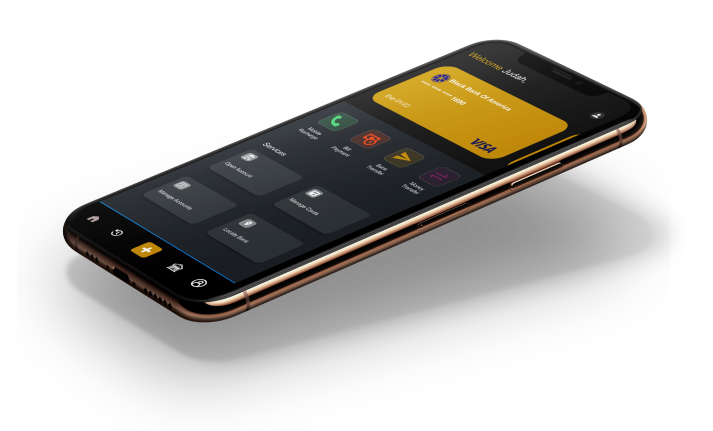 Welcome Judah,
Black Bank Of America
**** **** **** 1690
Exp 01/22
VISA
Mobile
Recharge
Bill
Payment
Bank
Transfer
Money
Transfer
Services
Open Account
Manage Cards
Manage Accounts
Locate Bank